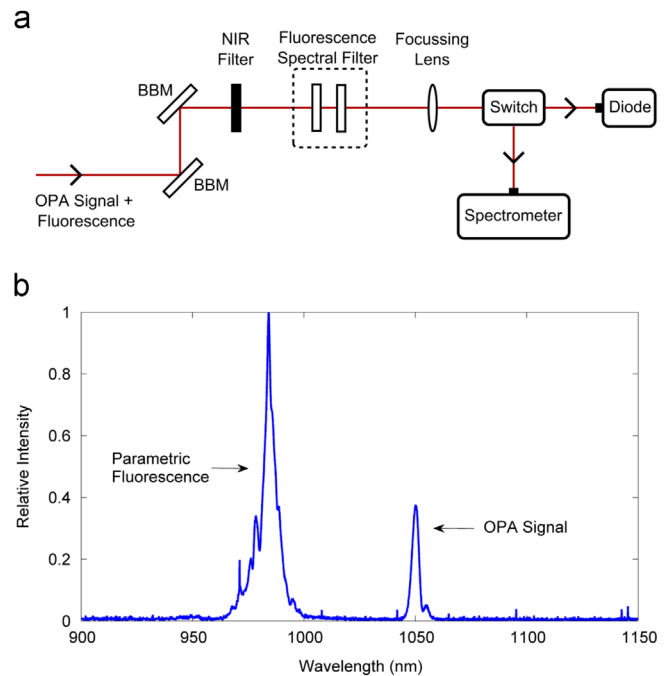 a
NIR
Filter
Fluorescence
Spectral Filter
Focussing
Lens
BBM
Switch
Diode
BBM
OPA Signal +
Fluorescence
Spectrometer
b
1
0.8
0.6
0.4
0.2
0
Relative Intensity
Parametric
Fluorescence
OPA Signal
900
950
1000
1050
1100
1150
Wavelength (nm)